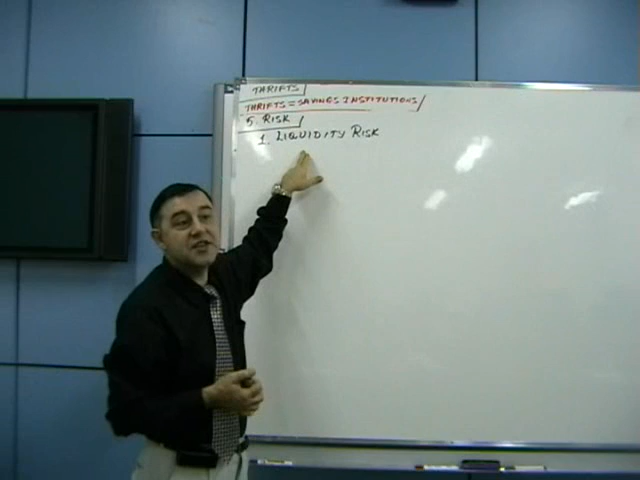 THRIFTS
THRIFTS = SAVINGS INSTITUTIONS
5. RISK
1. LIQUIDITY RISK